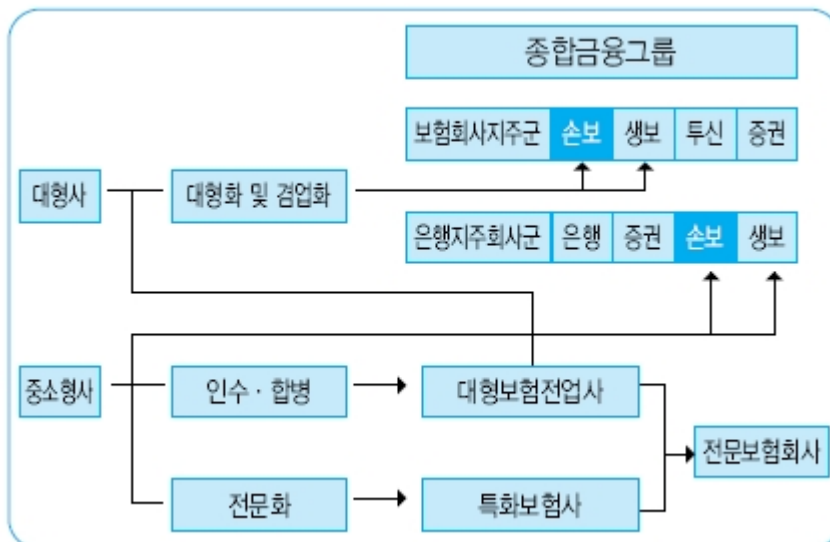 종합금융그룹
보험회사지주군 손보 생보 투신 증권
대형사 대형화 및 겸업화
은행지주회사군 은행 증권 손보 생보
중소형사 인수 · 합병 대형보험전업사
전문보험회사
전문화 특화보험사